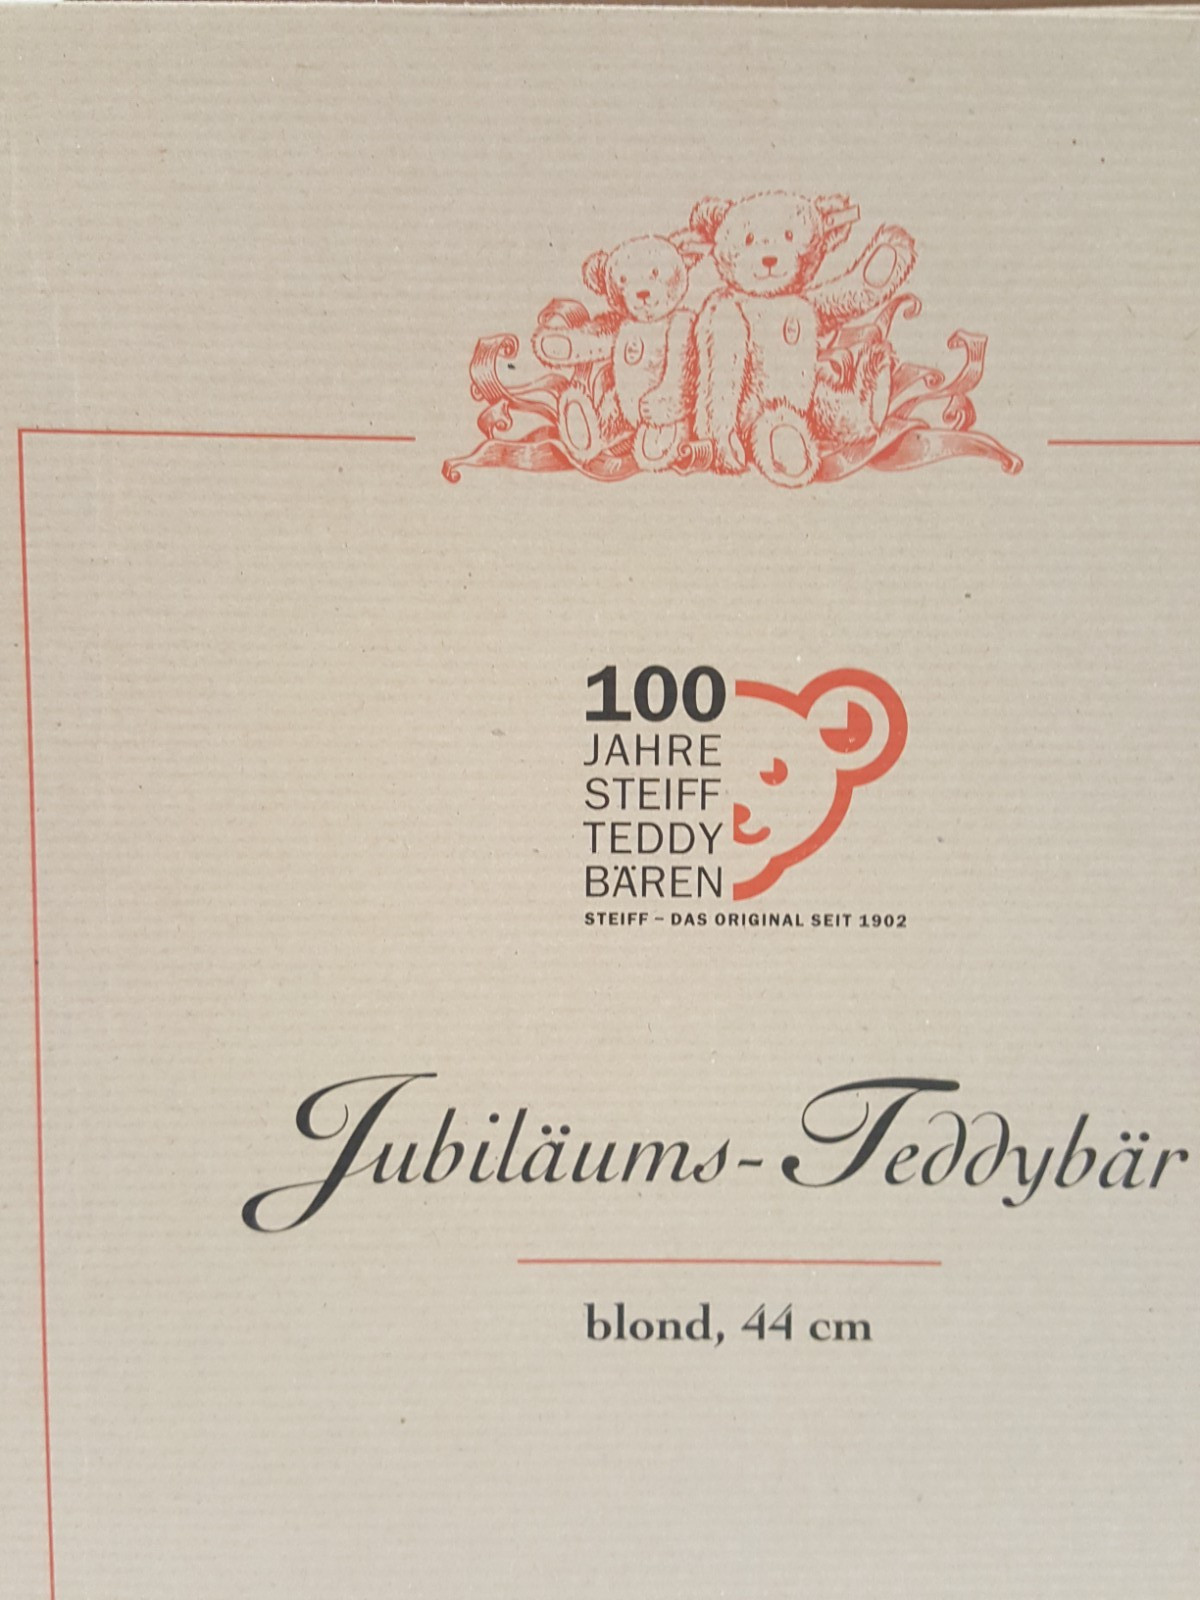 100
JAHRE
STEIFF
TEDDY
BÄREN
STEIFF – DAS ORIGINAL SEIT 1902
Jubiläums-Teddybär
blond, 44 cm